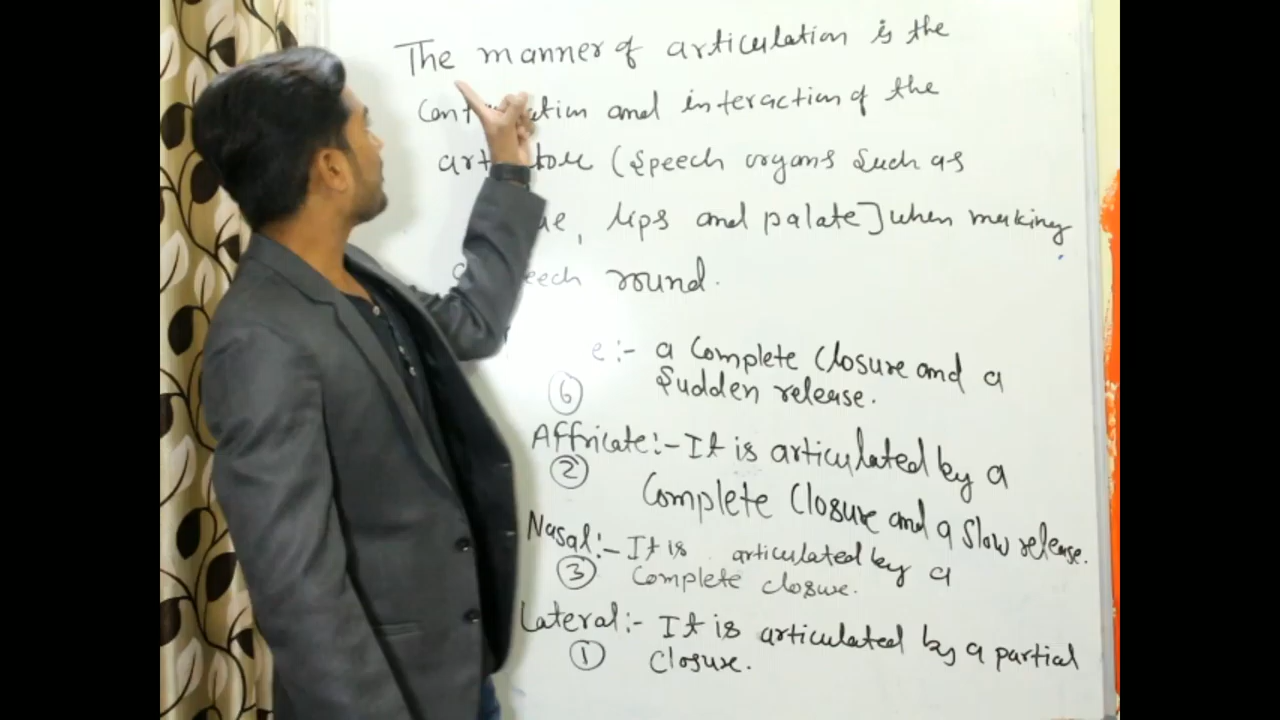 The manner of articulation is the
and interaction of the
(Speech organs Such as
lips and palate] when making
round.
:- a Complete Closure and a
Sudden release.
6
Affricate:- It is articulated by a
2
Complete Closure and a Slow release.
Nasal:- It is articulated by a
3
Complete closure.
Lateral:- It is articulated by a partial
1
Closure.